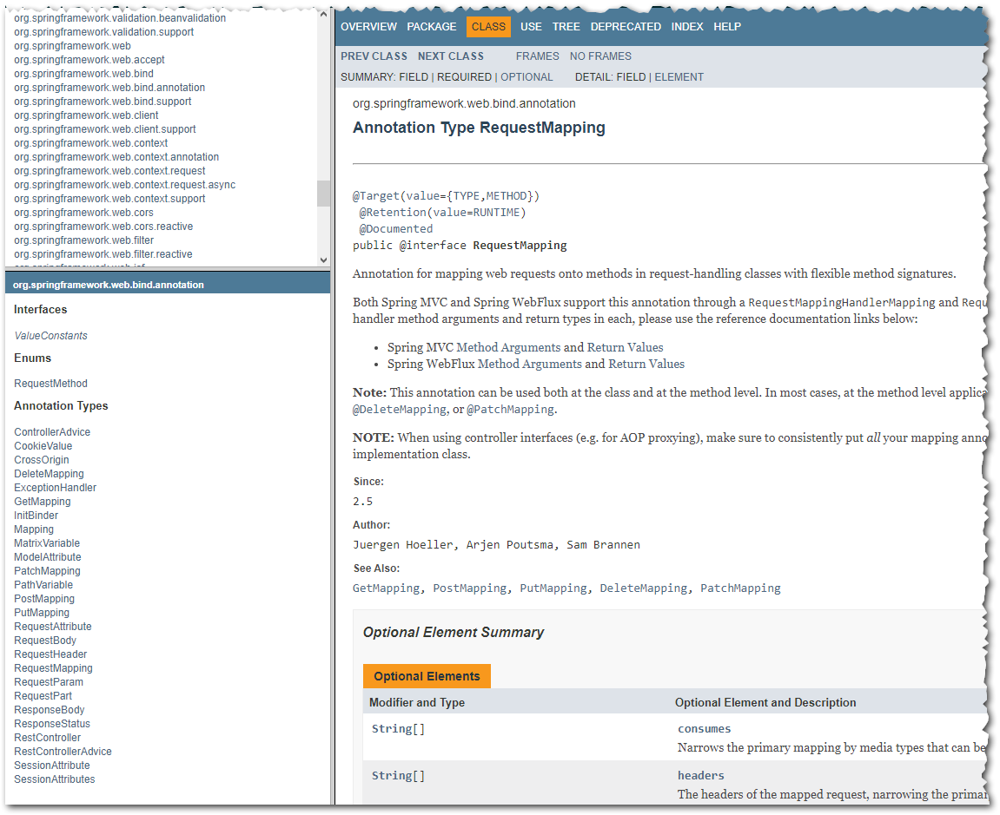 org.springframework.validation.beanvalidation
org.springframework.validation.support
org.springframework.web
org.springframework.web.accept
org.springframework.web.bind
org.springframework.web.bind.annotation
org.springframework.web.bind.support
org.springframework.web.client
org.springframework.web.client.support
org.springframework.web.context
org.springframework.web.context.annotation
org.springframework.web.context.request
org.springframework.web.context.request.async
org.springframework.web.context.support
org.springframework.web.cors
org.springframework.web.cors.reactive
org.springframework.web.filter
org.springframework.web.filter.reactive
org.springframework.web.bind.annotation
Interfaces
ValueConstants
Enums
RequestMethod
Annotation Types
ControllerAdvice
CookieValue
CrossOrigin
DeleteMapping
ExceptionHandler
GetMapping
InitBinder
Mapping
MatrixVariable
ModelAttribute
PatchMapping
PathVariable
PostMapping
PutMapping
RequestAttribute
RequestBody
RequestHeader
RequestMapping
RequestParam
RequestPart
ResponseBody
ResponseStatus
RestController
RestControllerAdvice
SessionAttribute
SessionAttributes
OVERVIEW PACKAGE CLASS USE TREE DEPRECATED INDEX HELP
PREV CLASS NEXT CLASS FRAMES NO FRAMES
SUMMARY: FIELD | REQUIRED | OPTIONAL DETAIL: FIELD | ELEMENT
org.springframework.web.bind.annotation
Annotation Type RequestMapping
@Target(value={TYPE,METHOD})
@Retention(value=RUNTIME)
@Documented
public @interface RequestMapping
Annotation for mapping web requests onto methods in request-handling classes with flexible method signatures.
Both Spring MVC and Spring WebFlux support this annotation through a RequestMappingHandlerMapping and Requ
handler method arguments and return types in each, please use the reference documentation links below:
• Spring MVC Method Arguments and Return Values
• Spring WebFlux Method Arguments and Return Values
Note: This annotation can be used both at the class and at the method level. In most cases, at the method level applica
@DeleteMapping, or @PatchMapping.
NOTE: When using controller interfaces (e.g. for AOP proxying), make sure to consistently put all your mapping anno
implementation class.
Since:
2.5
Author:
Juergen Hoeller, Arjen Poutsma, Sam Brannen
See Also:
GetMapping, PostMapping, PutMapping, DeleteMapping, PatchMapping
Optional Element Summary
Optional Elements
Modifier and Type Optional Element and Description
String[] consumes
Narrows the primary mapping by media types that can be
String[] headers
The headers of the mapped request, narrowing the primar